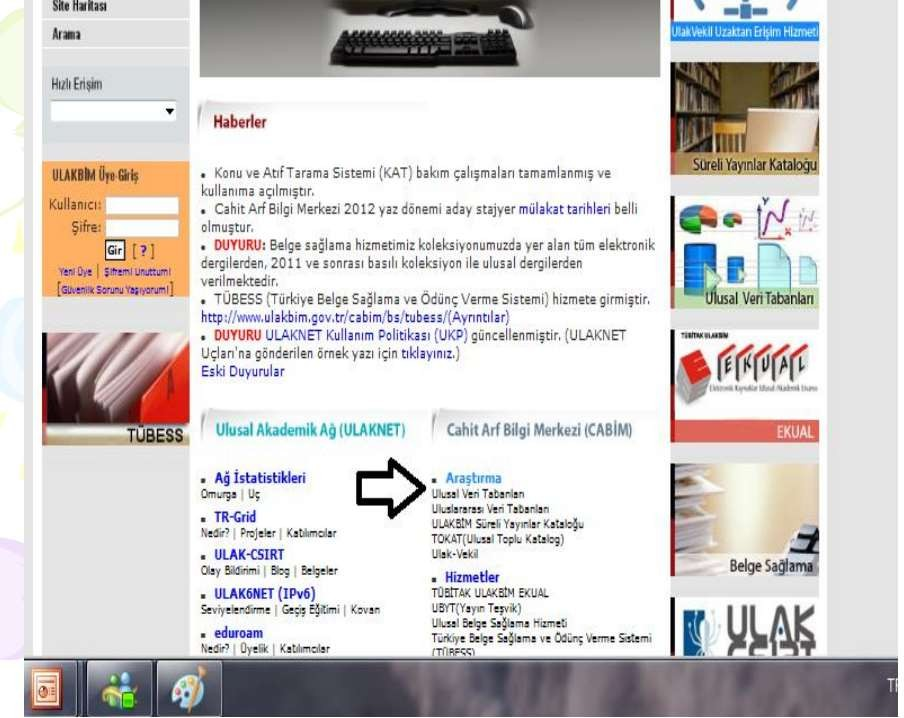 Site Haritası
Arama
Hızlı Erişim
ULAKBİM Üye Giriş
Kullanıcı:
Şifre:
Gir [ ? ]
Yeni Üye | Şifremi Unuttum!
[Güvenlik Sorunu Yaşıyorum!]
TÜBESS
Haberler
Konu ve Atıf Tarama Sistemi (KAT) bakım çalışmaları tamamlanmış ve
kullanıma açılmıştır.
Cahit Arf Bilgi Merkezi 2012 yaz dönemi aday stajyer mülakat tarihleri belli
olmuştur.
DUYURU: Belge sağlama hizmetimiz koleksiyonumuzda yer alan tüm elektronik
dergilerden, 2011 ve sonrası basılı koleksiyon ile ulusal dergilerden
verilmektedir.
TÜBESS (Türkiye Belge Sağlama ve Ödünç Verme Sistemi) hizmete girmiştir.
http://www.ulakbim.gov.tr/cabim/bs/tubess/(Ayrıntılar)
DUYURU ULAKNET Kullanım Politikası (UKP) güncellenmiştir. (ULAKNET
Uçları'na gönderilen örnek yazı için tıklayınız.)
Eski Duyurular
Ulusal Akademik Ağ (ULAKNET)
Ağ İstatistikleri
Omurga | Uç
TR-Grid
Nedir? | Projeler | Katılımcılar
ULAK-CSIRT
Olay Bildirimi | Blog | Belgeler
ULAK6NET (IPv6)
Seviyelendirme | Geçiş Eğitimi | Kovan
eduroam
Nedir? | Üyelik | Katılımcılar
Cahit Arf Bilgi Merkezi (CABİM)
Araştırma
Ulusal Veri Tabanları
Uluslararası Veri Tabanları
ULAKBİM Süreli Yayınlar Kataloğu
TOKAT(Ulusal Toplu Katalog)
Ulak-Vekil
Hizmetler
TÜBİTAK ULAKBİM EKUAL
UBYT(Yayın Teşvik)
Ulusal Belge Sağlama Hizmeti
Türkiye Belge Sağlama ve Ödünç Verme Sistemi
(TÜBESS)
UlakVekil Uzaktan Erişim Hizmeti
Süreli Yayınlar Kataloğu
Ulusal Veri Tabanları
TÜBİTAK ULAKBİM
EKUAL
Elektronik Kaynaklar Ulusal Akademik Lisansı
EKUAL
Belge Sağlama
ULAK
CSIRT